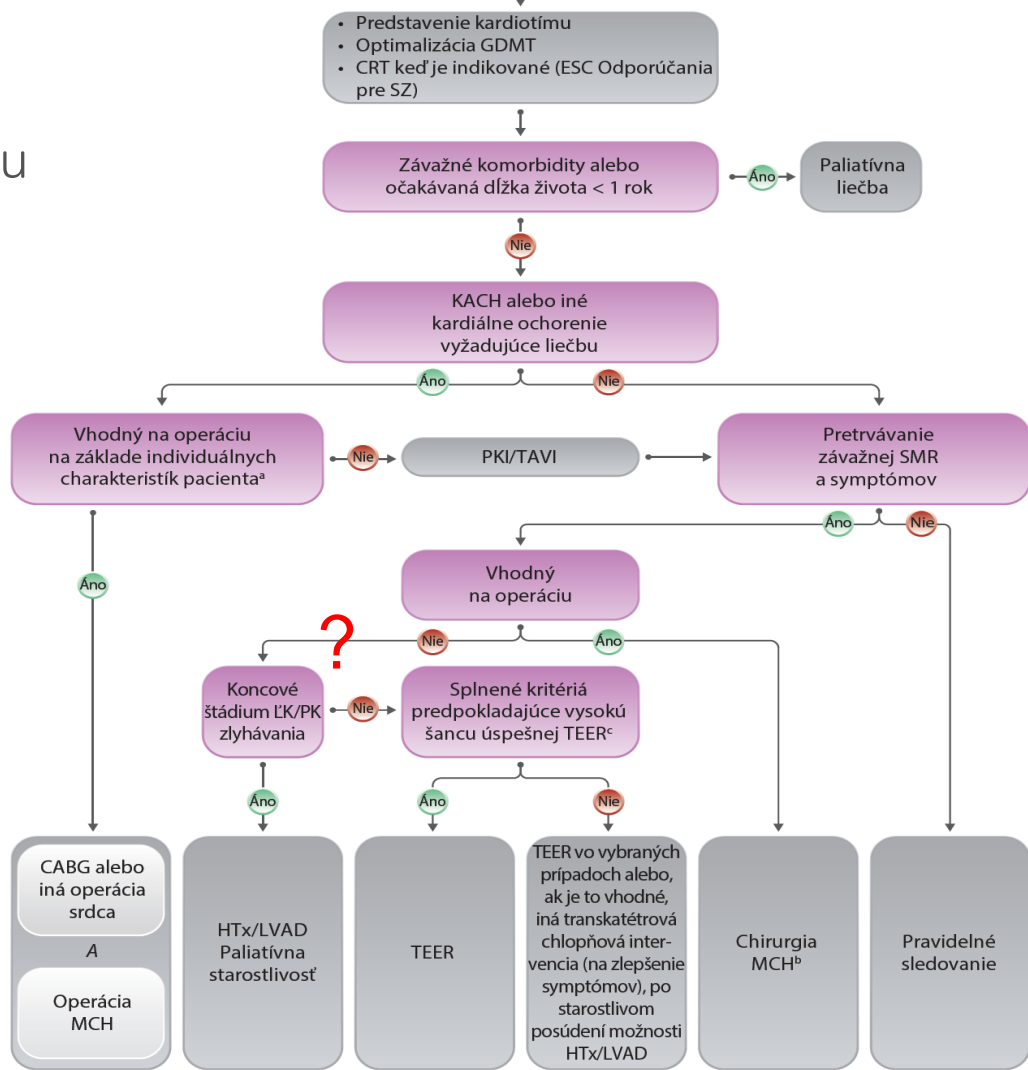 • Predstavenie kardiotímu
• Optimalizácia GDMT
• CRT keď je indikované (ESC Odporúčania
pre SZ)
u
Závažné komorbidity alebo
očakávaná dĺžka života < 1 rok
Áno
Paliatívna
liečba
Nie
KACH alebo iné
kardiálne ochorenie
vyžadujúce liečbu
Áno
Nie
Vhodný na operáciu
na základe individuálnych
charakteristík pacientaᵃ
Nie
PKI/TAVI
Pretrvávanie
závažnej SMR
a symptómov
Áno
Nie
Áno
Vhodný
na operáciu
?
Nie
Áno
Koncové
štádium ĽK/PK
zlyhávania
Nie
Splnené kritériá
predpokladajúce vysokú
šancu úspešnej TEERᶜ
Áno
Áno
Nie
CABG alebo
iná operácia
srdca
A
Operácia
MCH
HTx/LVAD
Paliatívna
starostlivosť
TEER
TEER vo vybraných
prípadoch alebo,
ak je to vhodné,
iná transkatétrová
chlopňová inter-
vencia (na zlepšenie
symptómov), po
starostlivom
posúdení možnosti
HTx/LVAD
Chirurgia
MCHᵇ
Pravidelné
sledovanie